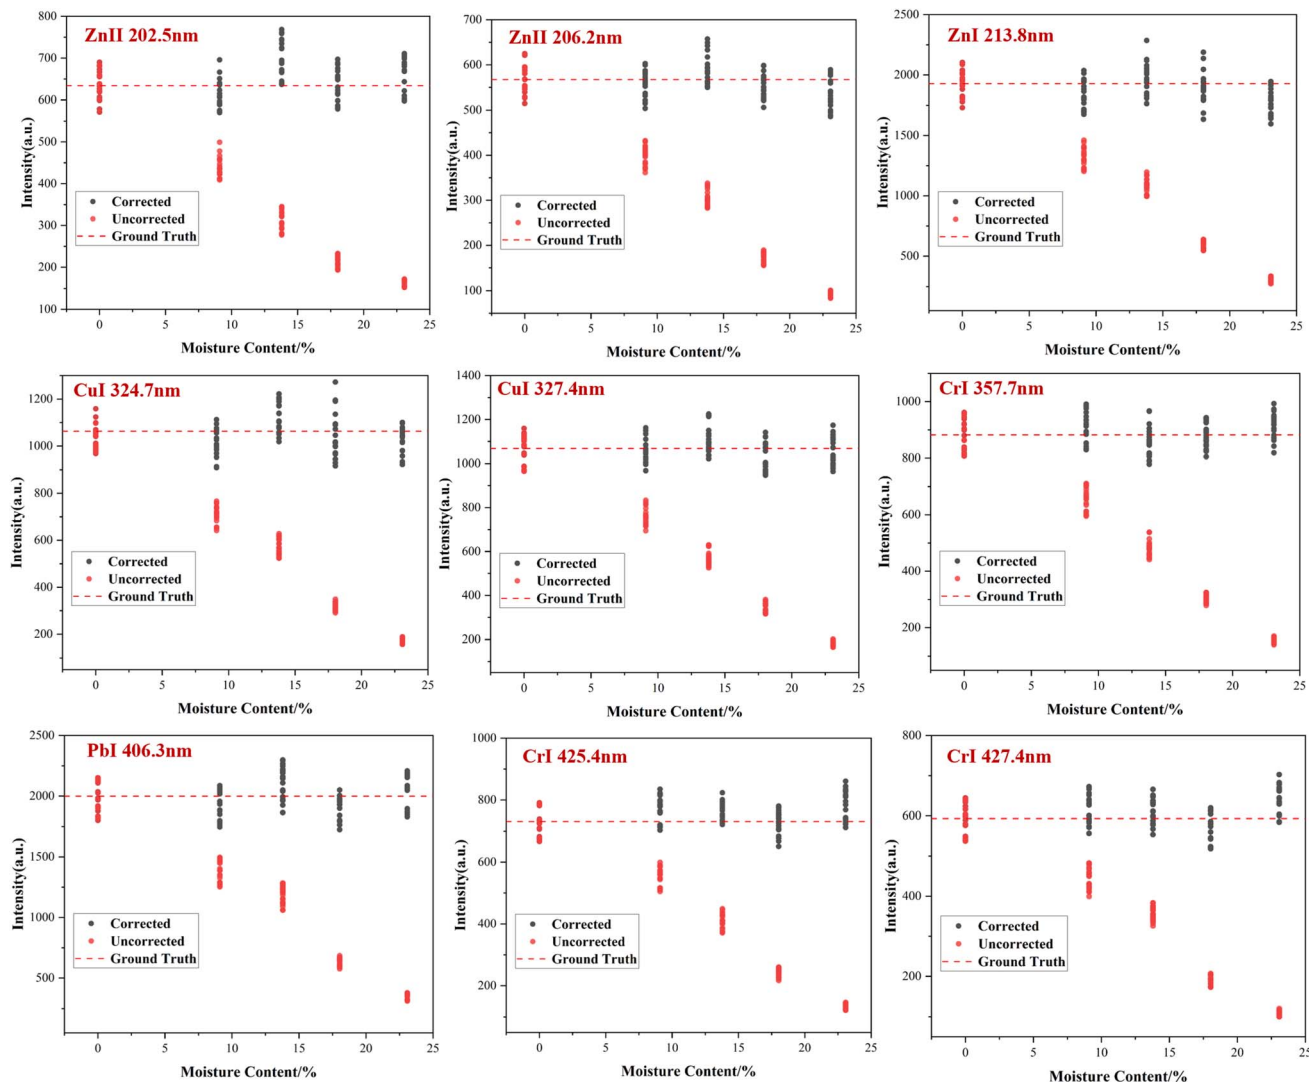 ZnII 202.5nm
800
700
600
500
400
300
200
100
Intensity(a.u.)
Corrected
Uncorrected
Ground Truth
0 5 10 15 20 25
Moisture Content/%
ZnII 206.2nm
700
600
500
400
300
200
100
Intensity(a.u.)
Corrected
Uncorrected
Ground Truth
0 5 10 15 20 25
Moisture Content/%
ZnI 213.8nm
2500
2000
1500
1000
500
Intensity(a.u.)
Corrected
Uncorrected
Ground Truth
0 5 10 15 20 25
Moisture Content/%
CuI 324.7nm
1200
1000
800
600
400
200
Intensity(a.u.)
Corrected
Uncorrected
Ground Truth
0 5 10 15 20 25
Moisture Content/%
CuI 327.4nm
1400
1200
1000
800
600
400
200
Intensity(a.u.)
Corrected
Uncorrected
Ground Truth
0 5 10 15 20 25
Moisture Content/%
CrI 357.7nm
1000
800
600
400
200
Intensity(a.u.)
Corrected
Uncorrected
Ground Truth
0 5 10 15 20 25
Moisture Content/%
PbI 406.3nm
2500
2000
1500
1000
500
Intensity(a.u.)
Corrected
Uncorrected
Ground Truth
0 5 10 15 20 25
Moisture Content/%
CrI 425.4nm
1000
800
600
400
200
Intensity(a.u.)
Corrected
Uncorrected
Ground Truth
0 5 10 15 20 25
Moisture Content/%
CrI 427.4nm
800
600
400
200
Intensity(a.u.)
Corrected
Uncorrected
Ground Truth
0 5 10 15 20 25
Moisture Content/%